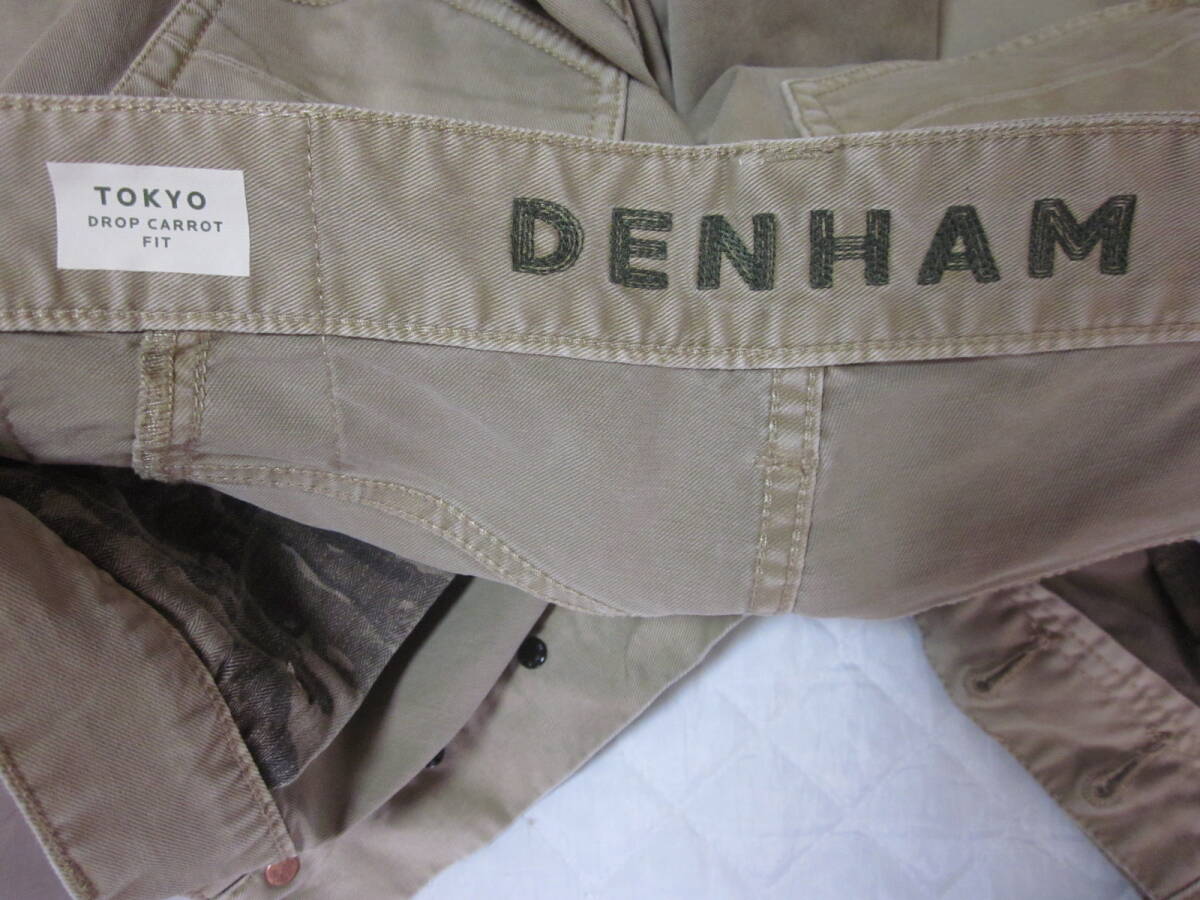 TOKYO
DROP CARROT
FIT
DENHAM